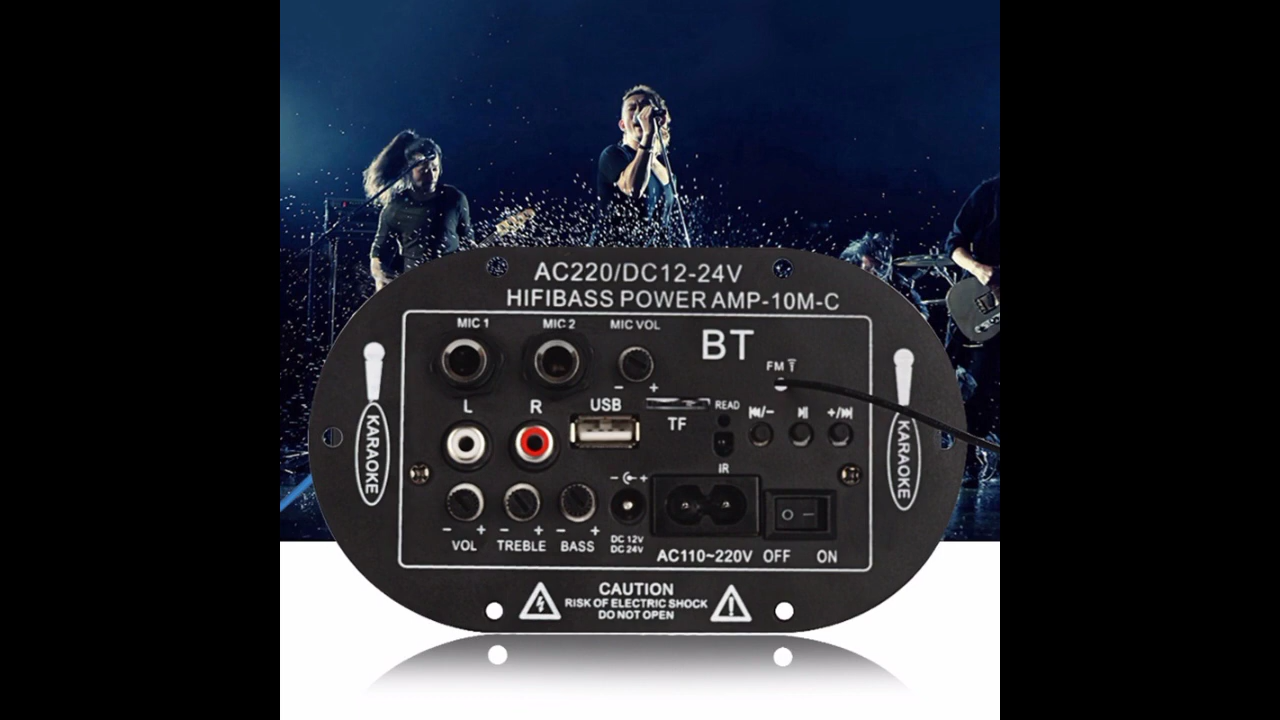 AC220/DC12-24V
HIFIBASS POWER AMP-10M-C
MIC 1 MIC 2 MIC VOL
BT
FM
L R USB READ
TF
|◀◀/− ▶|| +/▶▶|
KARAOKE
KARAOKE
IR
− +
− + − + − +
DC 12V
DC 24V
VOL TREBLE BASS
AC110~220V OFF ON
CAUTION
RISK OF ELECTRIC SHOCK
DO NOT OPEN